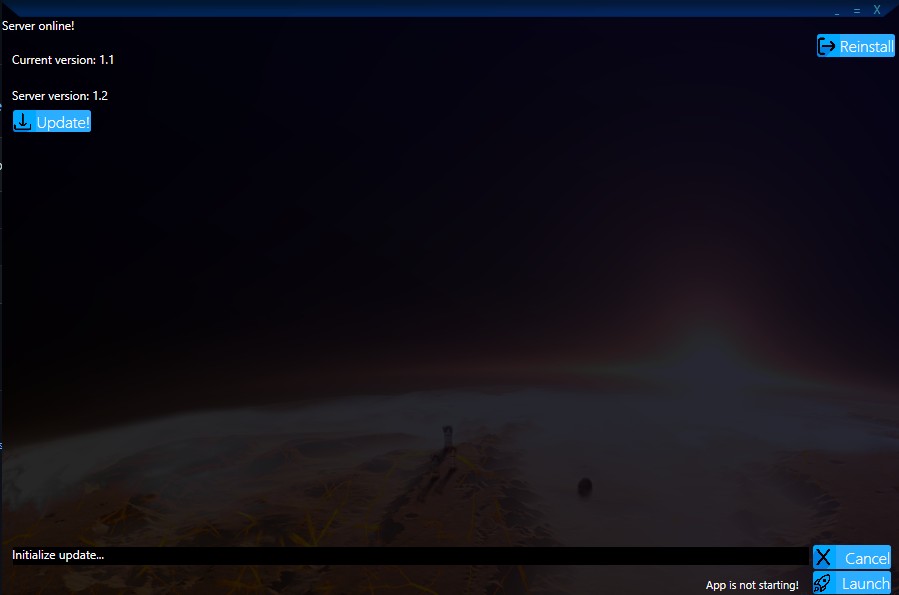 Server online!
Reinstall
Current version: 1.1
Server version: 1.2
Update!
Initialize update...
Cancel
App is not starting!
Launch